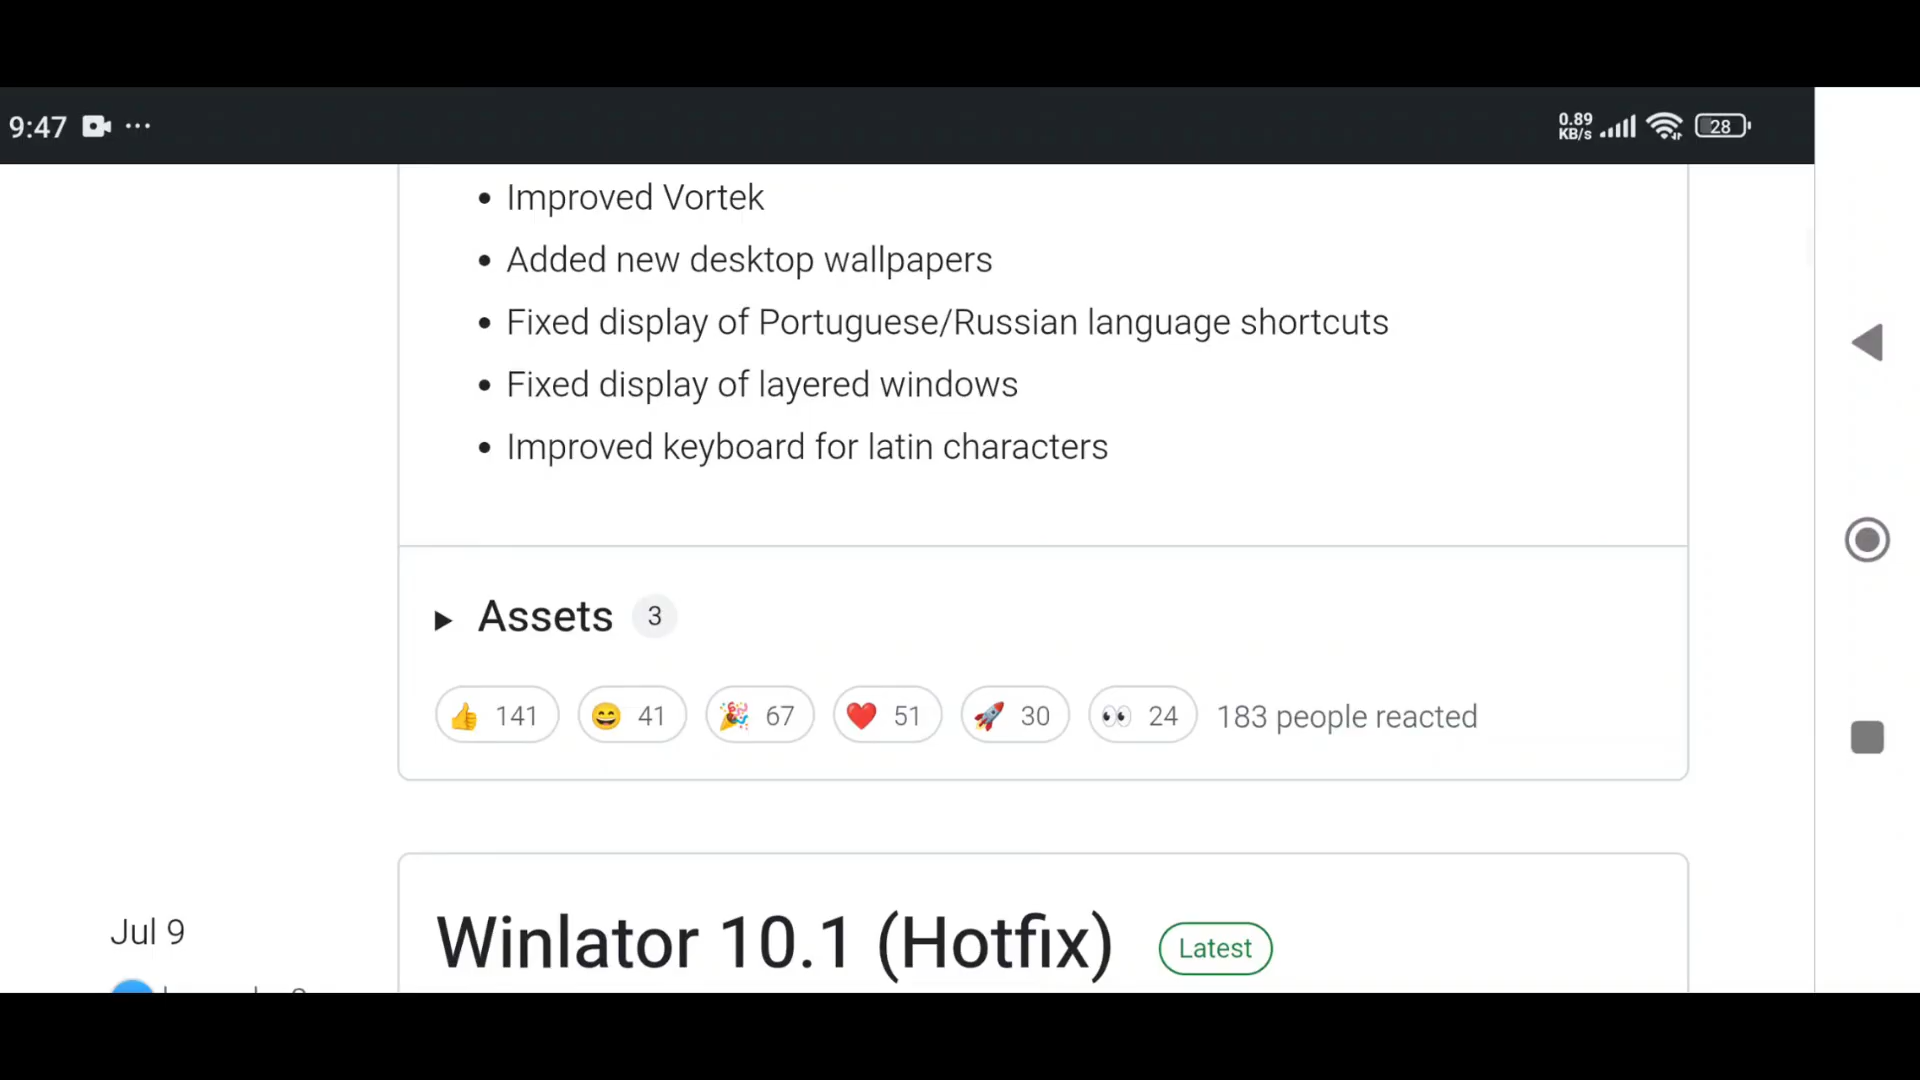 9:47 ...
0.89
KB/s
28
• Improved Vortek
• Added new desktop wallpapers
• Fixed display of Portuguese/Russian language shortcuts
• Fixed display of layered windows
• Improved keyboard for latin characters
Assets 3
👍 141 😄 41 🎉 67 ❤️ 51 🚀 30 👀 24 183 people reacted
Jul 9
Winlator 10.1 (Hotfix) Latest